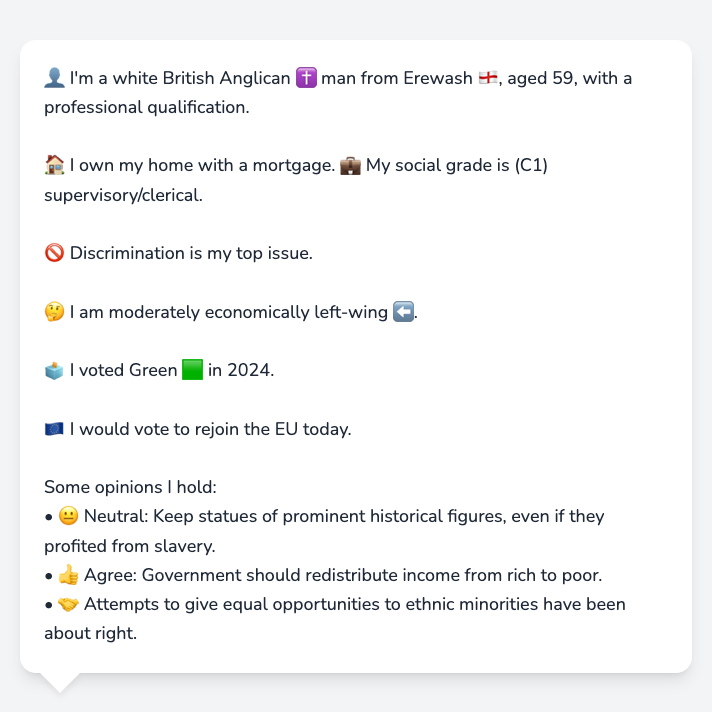 👤 I'm a white British Anglican ✝️ man from Erewash 🏴󠁧󠁢󠁥󠁮󠁧󠁿, aged 59, with a
professional qualification.
🏠 I own my home with a mortgage. 💼 My social grade is (C1)
supervisory/clerical.
🚫 Discrimination is my top issue.
🤔 I am moderately economically left-wing ⬅️.
🗳️ I voted Green 🟩 in 2024.
🇪🇺 I would vote to rejoin the EU today.
Some opinions I hold:
• 😐 Neutral: Keep statues of prominent historical figures, even if they
profited from slavery.
• 👍 Agree: Government should redistribute income from rich to poor.
• 🤝 Attempts to give equal opportunities to ethnic minorities have been
about right.